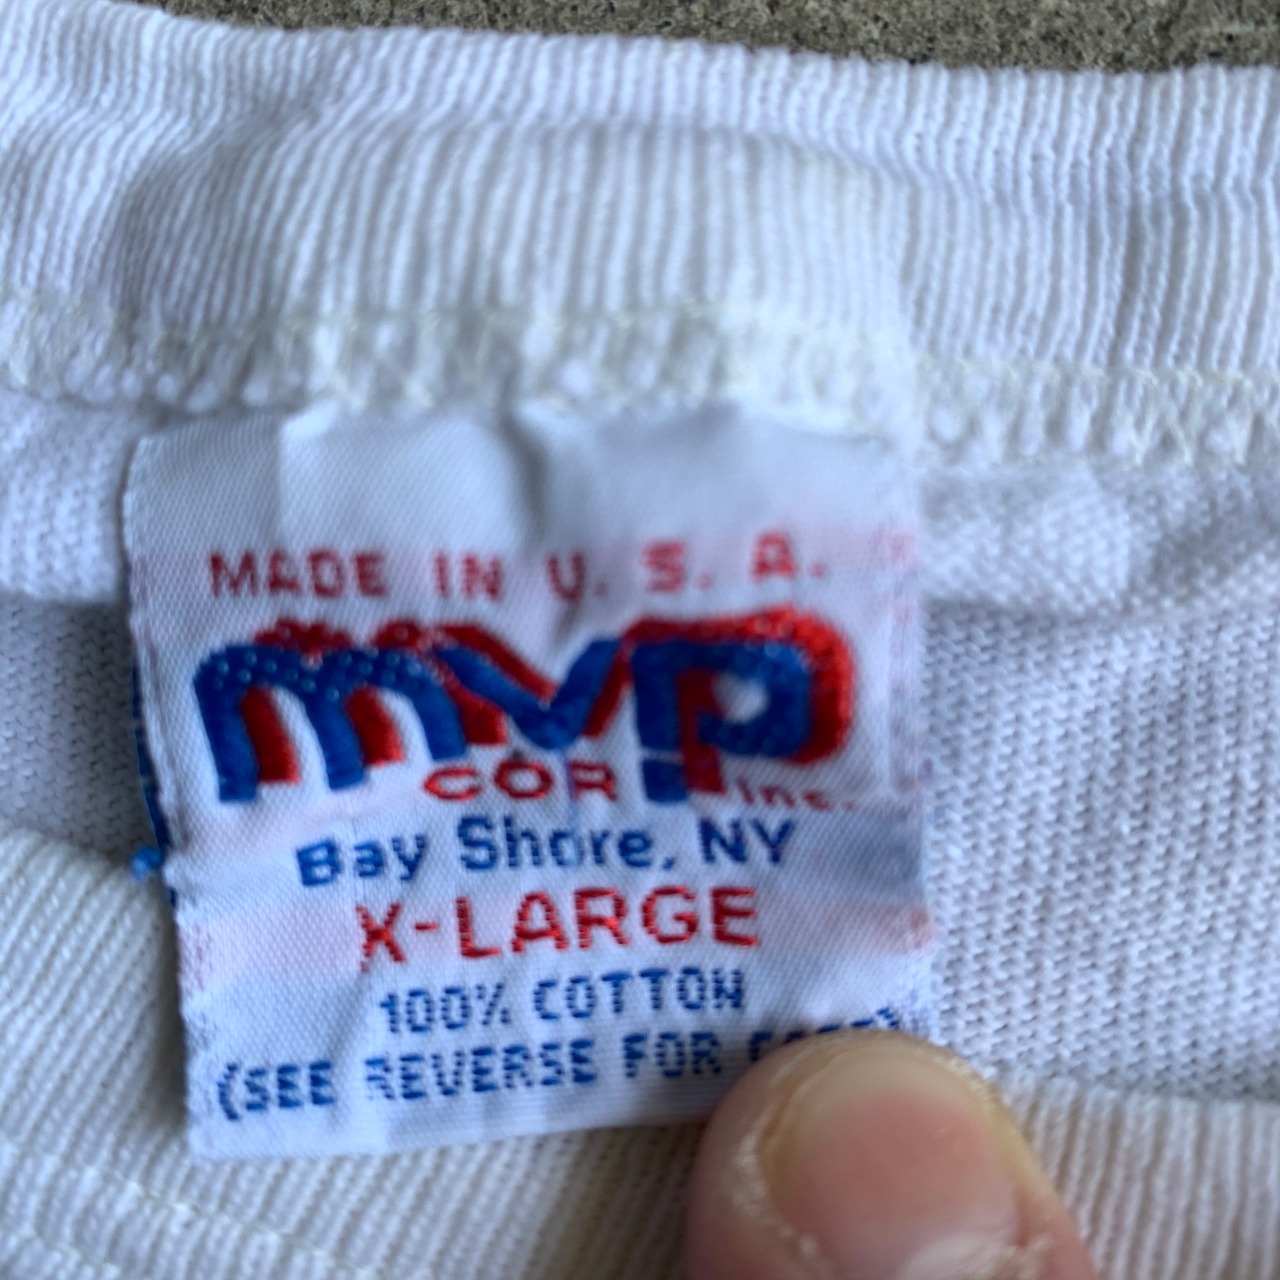 MADE IN U. S. A.
mvp
COR inc.
Bay Shore, NY
X-LARGE
100% COTTON
(SEE REVERSE FOR